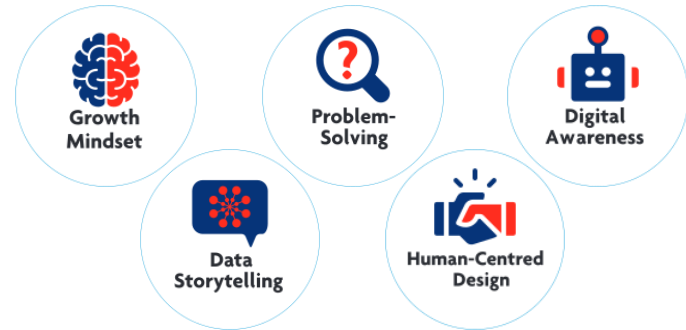 Growth
Mindset
Problem-
Solving
Digital
Awareness
Data
Storytelling
Human-Centred
Design